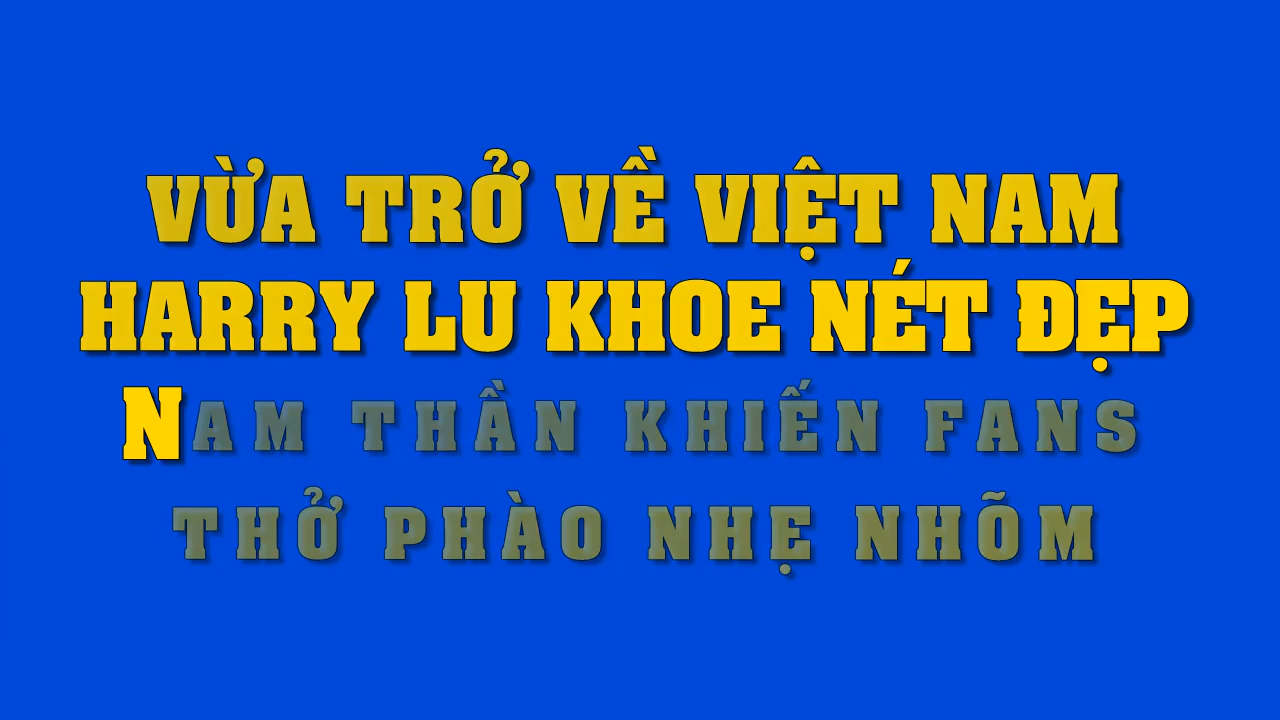 VỪA TRỞ VỀ VIỆT NAM
HARRY LU KHOE NÉT ĐẸP
NAM THẦN KHIẾN FANS
THỞ PHÀO NHẸ NHÕM